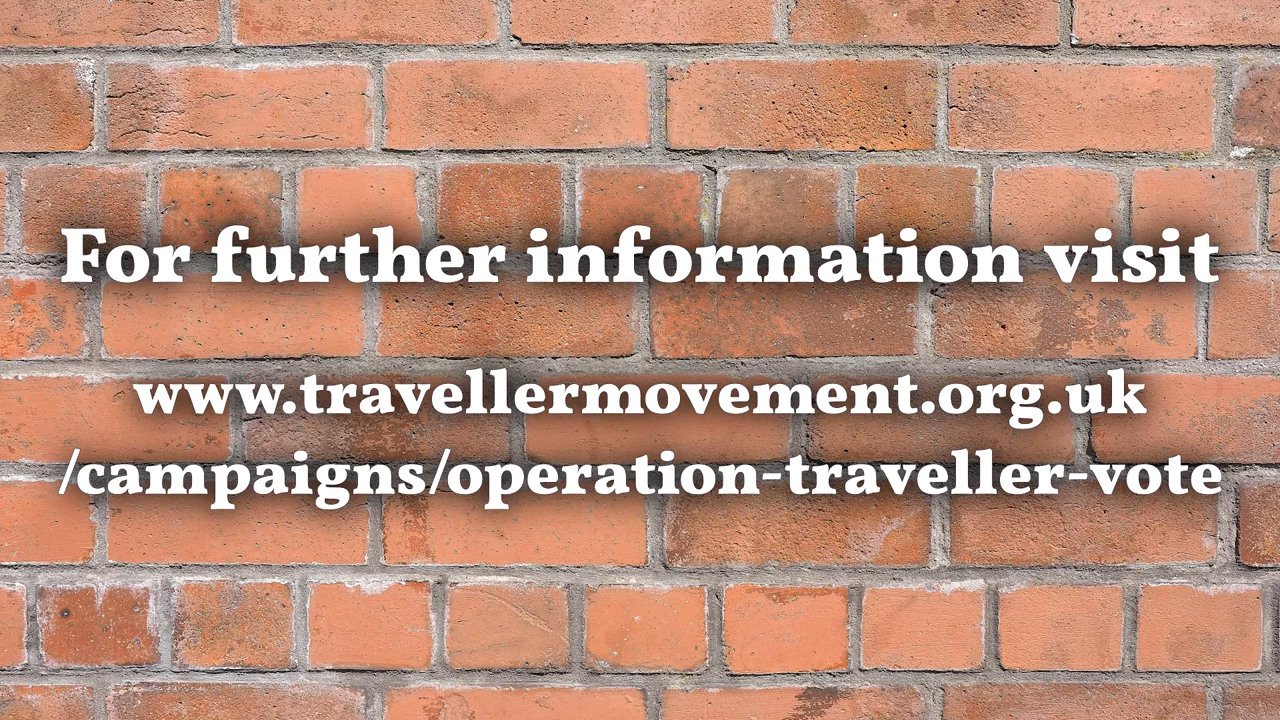 For further information visit
www.travellermovement.org.uk
/campaigns/operation-traveller-vote